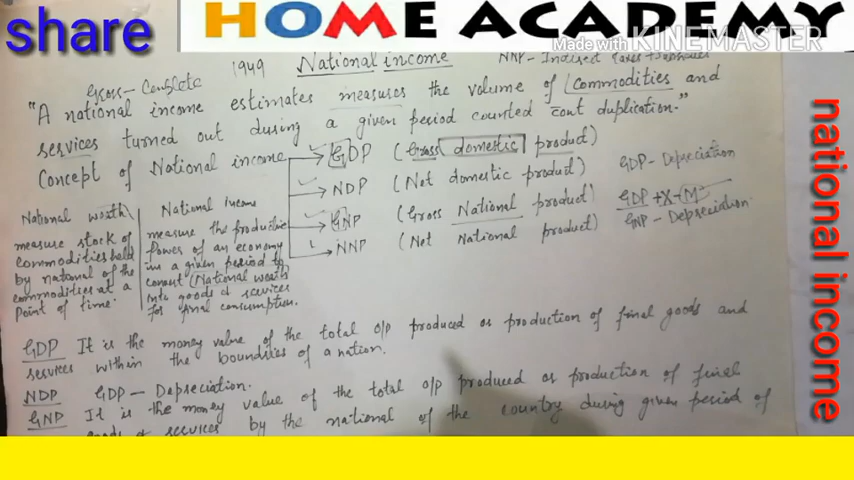 share
HOME ACADEMY
Made with KINEMASTER
Gross - Complete 1949 National income NNP - Indirect Taxes + Subsidies
"A national income estimates measures the volume of commodities and
services turned out during a given period counted duplication."
Concept of National income
GDP (Gross domestic product)
NDP (Net domestic product) GDP - Depreciation
GNP (Gross National product) GDP + X - M
NNP (Net National product) GNP - Depreciation
National worth
measure stock of
commodities held
by national of the
commodities at a
Point of time.
National Income
measure the productive
Power of an economy
in a given period to
convert National worth
into goods & services
for final consumption.
GDP It is the money value of the total o/p produced or production of final goods and
services within the boundries of a nation.
NDP GDP - Depreciation.
GNP It is the money value of the total o/p produced or production of final
goods & services by the national of the country during given period of
national income